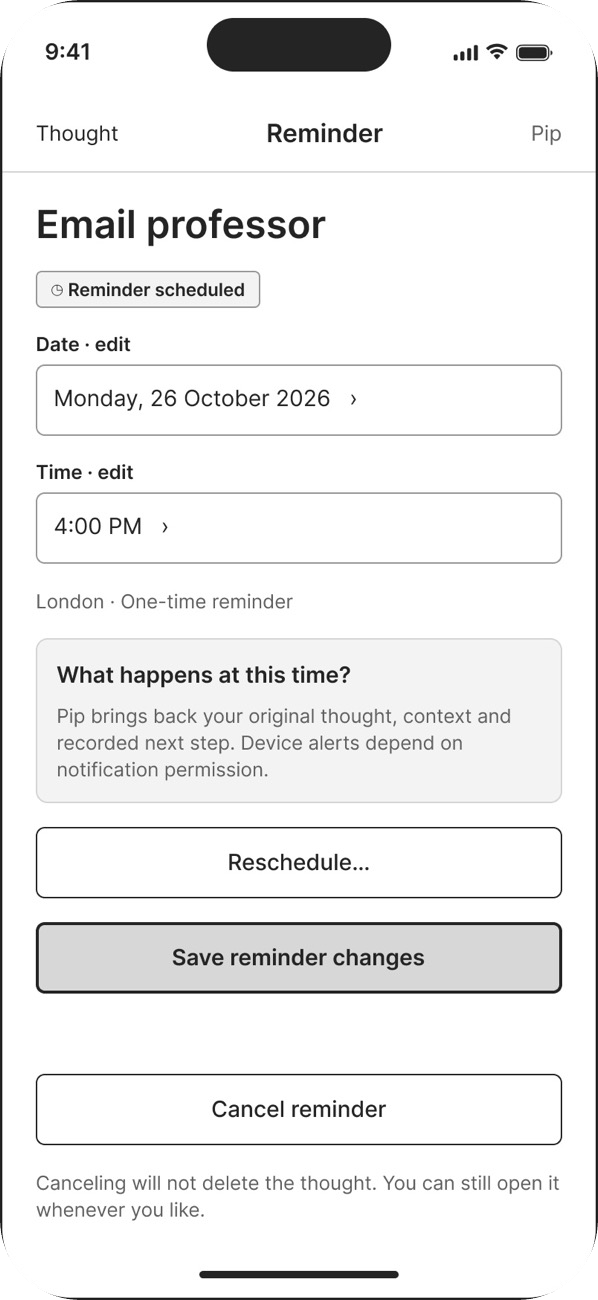 9:41
Thought Reminder Pip
Email professor
◷ Reminder scheduled
Date · edit
Monday, 26 October 2026 ›
Time · edit
4:00 PM ›
London · One-time reminder
What happens at this time?
Pip brings back your original thought, context and
recorded next step. Device alerts depend on
notification permission.
Reschedule...
Save reminder changes
Cancel reminder
Canceling will not delete the thought. You can still open it
whenever you like.